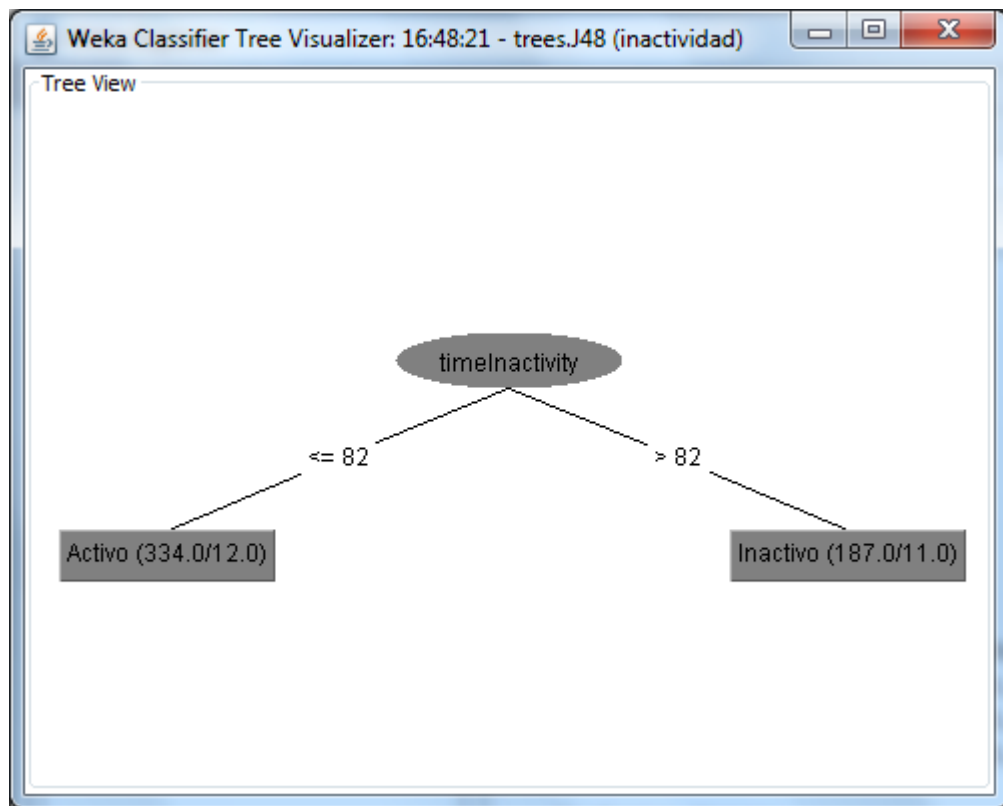 Weka Classifier Tree Visualizer: 16:48:21 - trees.J48 (inactividad)
Tree View
timeInactivity
<= 82
> 82
Activo (334.0/12.0)
Inactivo (187.0/11.0)